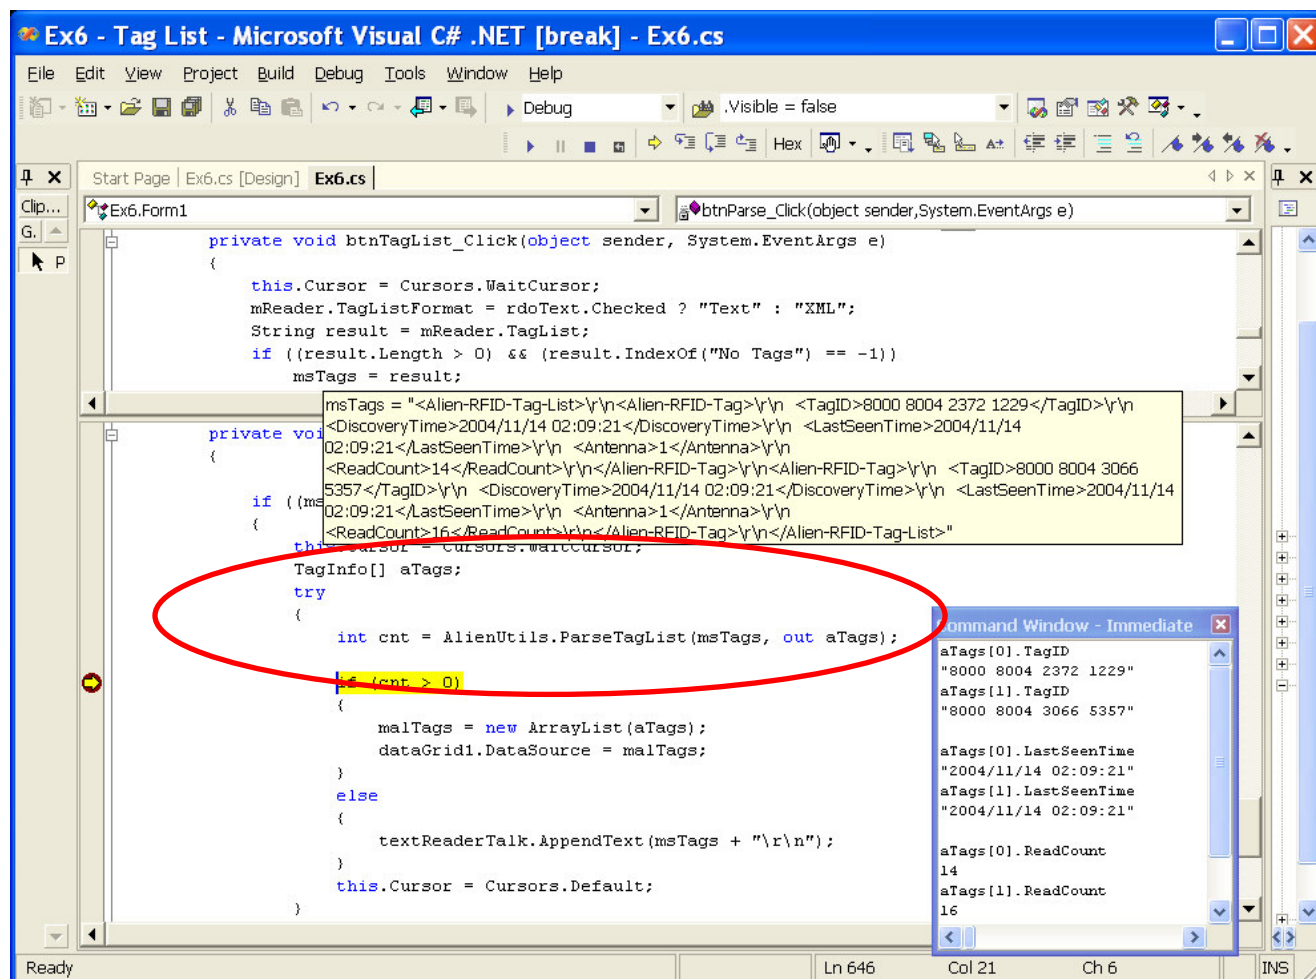 Ex6 - Tag List - Microsoft Visual C# .NET [break] - Ex6.cs
File Edit View Project Build Debug Tools Window Help
Debug .Visible = false
Hex
Start Page Ex6.cs [Design] Ex6.cs
Clip...
G.
P
Ex6.Form1 btnParse_Click(object sender,System.EventArgs e)
private void btnTagList_Click(object sender, System.EventArgs e)
{
this.Cursor = Cursors.WaitCursor;
mReader.TagListFormat = rdoText.Checked ? "Text" : "XML";
String result = mReader.TagList;
if ((result.Length > 0) && (result.IndexOf("No Tags") == -1))
msTags = result;
msTags = "<Alien-RFID-Tag-List>\r\n<Alien-RFID-Tag>\r\n <TagID>8000 8004 2372 1229</TagID>\r\n
<DiscoveryTime>2004/11/14 02:09:21</DiscoveryTime>\r\n <LastSeenTime>2004/11/14
02:09:21</LastSeenTime>\r\n <Antenna>1</Antenna>\r\n
<ReadCount>14</ReadCount>\r\n</Alien-RFID-Tag>\r\n<Alien-RFID-Tag>\r\n <TagID>8000 8004 3066
5357</TagID>\r\n <DiscoveryTime>2004/11/14 02:09:21</DiscoveryTime>\r\n <LastSeenTime>2004/11/14
02:09:21</LastSeenTime>\r\n <Antenna>1</Antenna>\r\n
<ReadCount>16</ReadCount>\r\n</Alien-RFID-Tag>\r\n</Alien-RFID-Tag-List>"
private voi
{
if ((ms
{
this.Cursor = Cursors.WaitCursor;
TagInfo[] aTags;
try
{
int cnt = AlienUtils.ParseTagList(msTags, out aTags);
if (cnt > 0)
{
malTags = new ArrayList(aTags);
dataGrid1.DataSource = malTags;
}
else
{
textReaderTalk.AppendText(msTags + "\r\n");
}
this.Cursor = Cursors.Default;
}
Command Window - Immediate
aTags[0].TagID
"8000 8004 2372 1229"
aTags[1].TagID
"8000 8004 3066 5357"
aTags[0].LastSeenTime
"2004/11/14 02:09:21"
aTags[1].LastSeenTime
"2004/11/14 02:09:21"
aTags[0].ReadCount
14
aTags[1].ReadCount
16
Ready Ln 646 Col 21 Ch 6 INS